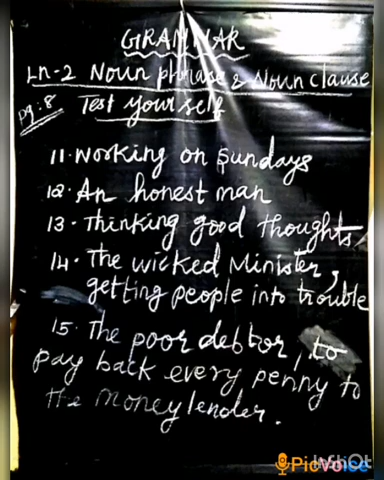 GRAMMAR
Ln-2 Noun phrase & Noun clause
pg:8 Test yourself
11. Working on Sundays
12. An honest man
13 - Thinking good thoughts
14. The wicked Minister,
getting people into trouble
15. The poor debtor, to
pay back every penny to
the moneylender.
InShOt
PicVoice